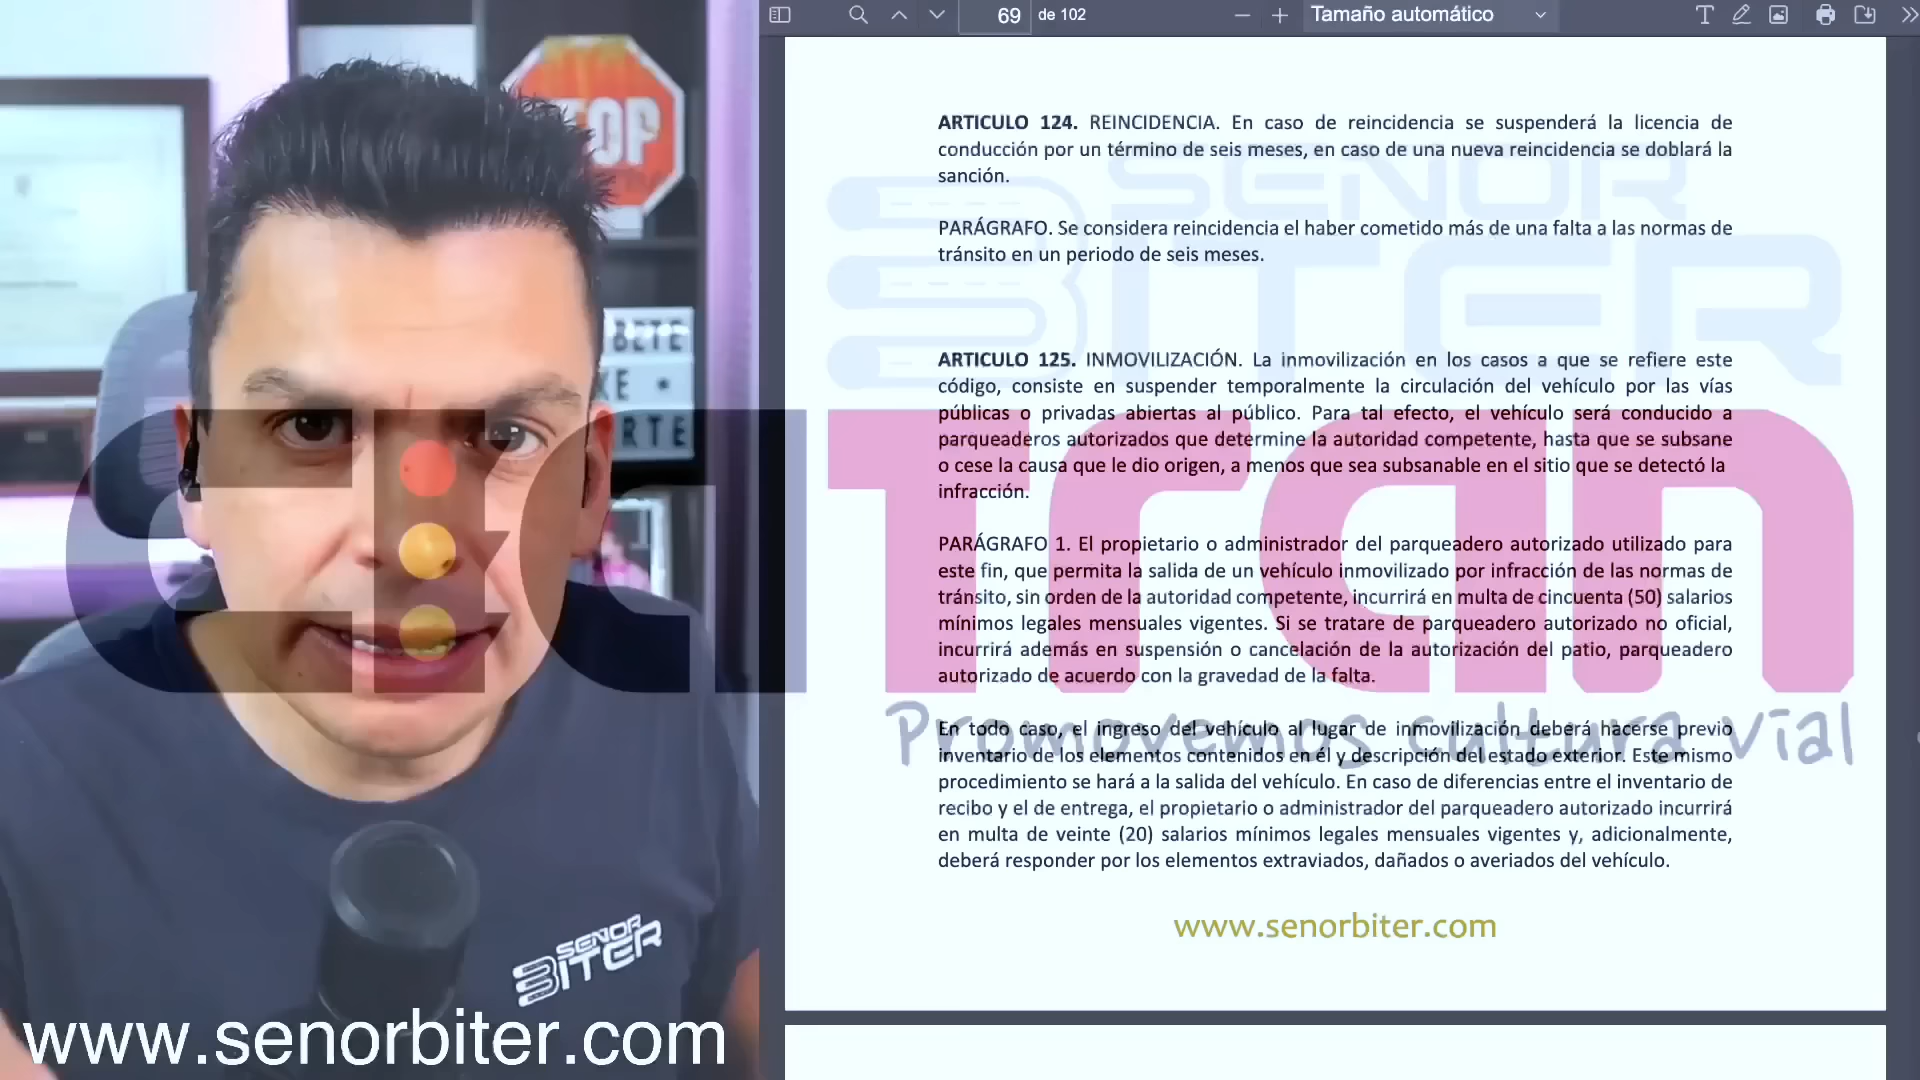 69 de 102
Tamaño automático
ARTICULO 124. REINCIDENCIA. En caso de reincidencia se suspenderá la licencia de
conducción por un término de seis meses, en caso de una nueva reincidencia se doblará la
sanción.
PARÁGRAFO. Se considera reincidencia el haber cometido más de una falta a las normas de
tránsito en un periodo de seis meses.
ARTICULO 125. INMOVILIZACIÓN. La inmovilización en los casos a que se refiere este
código, consiste en suspender temporalmente la circulación del vehículo por las vías
públicas o privadas abiertas al público. Para tal efecto, el vehículo será conducido a
parqueaderos autorizados que determine la autoridad competente, hasta que se subsane
o cese la causa que le dio origen, a menos que sea subsanable en el sitio que se detectó la
infracción.
PARÁGRAFO 1. El propietario o administrador del parqueadero autorizado utilizado para
este fin, que permita la salida de un vehículo inmovilizado por infracción de las normas de
tránsito, sin orden de la autoridad competente, incurrirá en multa de cincuenta (50) salarios
mínimos legales mensuales vigentes. Si se tratare de parqueadero autorizado no oficial,
incurrirá además en suspensión o cancelación de la autorización del patio, parqueadero
autorizado de acuerdo con la gravedad de la falta.
En todo caso, el ingreso del vehículo al lugar de inmovilización deberá hacerse previo
inventario de los elementos contenidos en él y descripción del estado exterior. Este mismo
procedimiento se hará a la salida del vehículo. En caso de diferencias entre el inventario de
recibo y el de entrega, el propietario o administrador del parqueadero autorizado incurrirá
en multa de veinte (20) salarios mínimos legales mensuales vigentes y, adicionalmente,
deberá responder por los elementos extraviados, dañados o averiados del vehículo.
www.senorbiter.com
SENOR
BITER
Tran
Promovemos cultura vial
SENOR
BITER
www.senorbiter.com